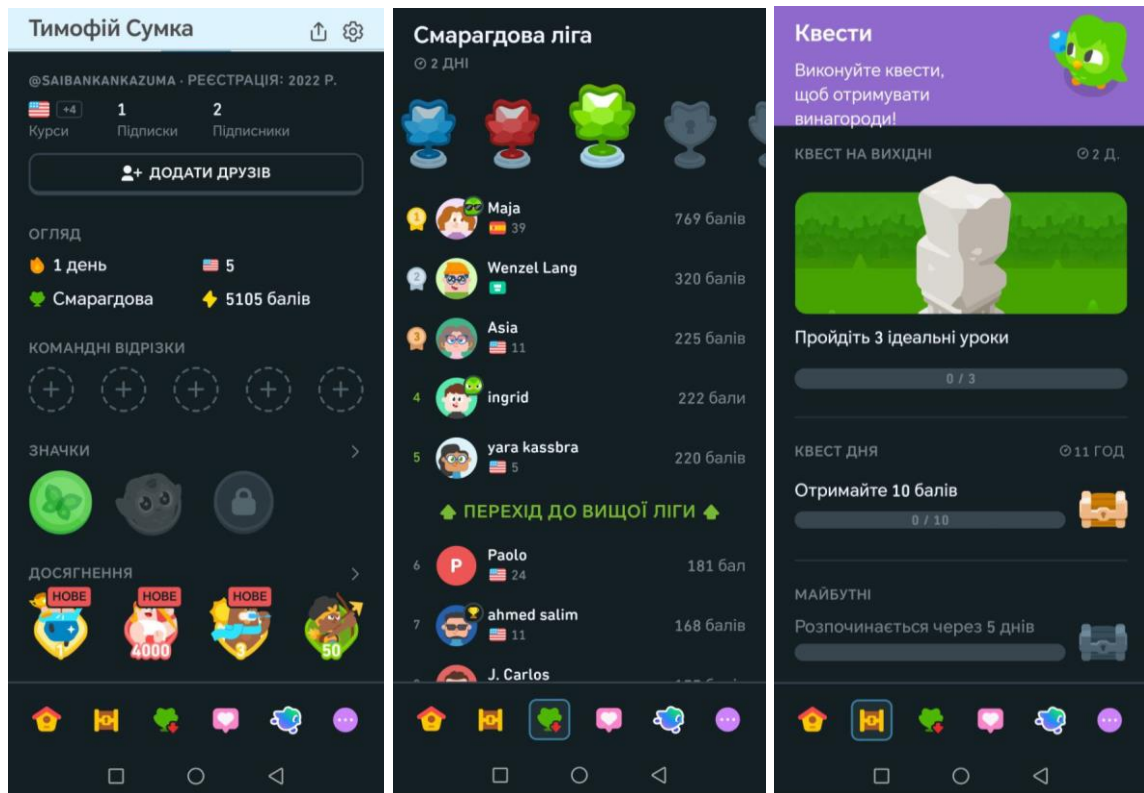 Тимофій Сумка
@SAIBANKANKAZUMA · РЕЄСТРАЦІЯ: 2022 Р.
+4 1 2
Курси Підписки Підписники
ДОДАТИ ДРУЗІВ
ОГЛЯД
1 день 5
Смарагдова 5105 балів
КОМАНДНІ ВІДРІЗКИ
ЗНАЧКИ
ДОСЯГНЕННЯ
НОВЕ НОВЕ НОВЕ
1 4000 3 50
Смарагдова ліга
2 ДНІ
1 Maja
39 769 балів
2 Wenzel Lang
320 балів
3 Asia
11 225 балів
4 ingrid 222 бали
5 yara kassbra
5 220 балів
ПЕРЕХІД ДО ВИЩОЇ ЛІГИ
6 P Paolo
24 181 бал
7 ahmed salim
11 168 балів
J. Carlos
Квести
Виконуйте квести,
щоб отримувати
винагороди!
КВЕСТ НА ВИХІДНІ 2 Д.
Пройдіть 3 ідеальні уроки
0 / 3
КВЕСТ ДНЯ 11 ГОД
Отримайте 10 балів
0 / 10
МАЙБУТНІ
Розпочинається через 5 днів